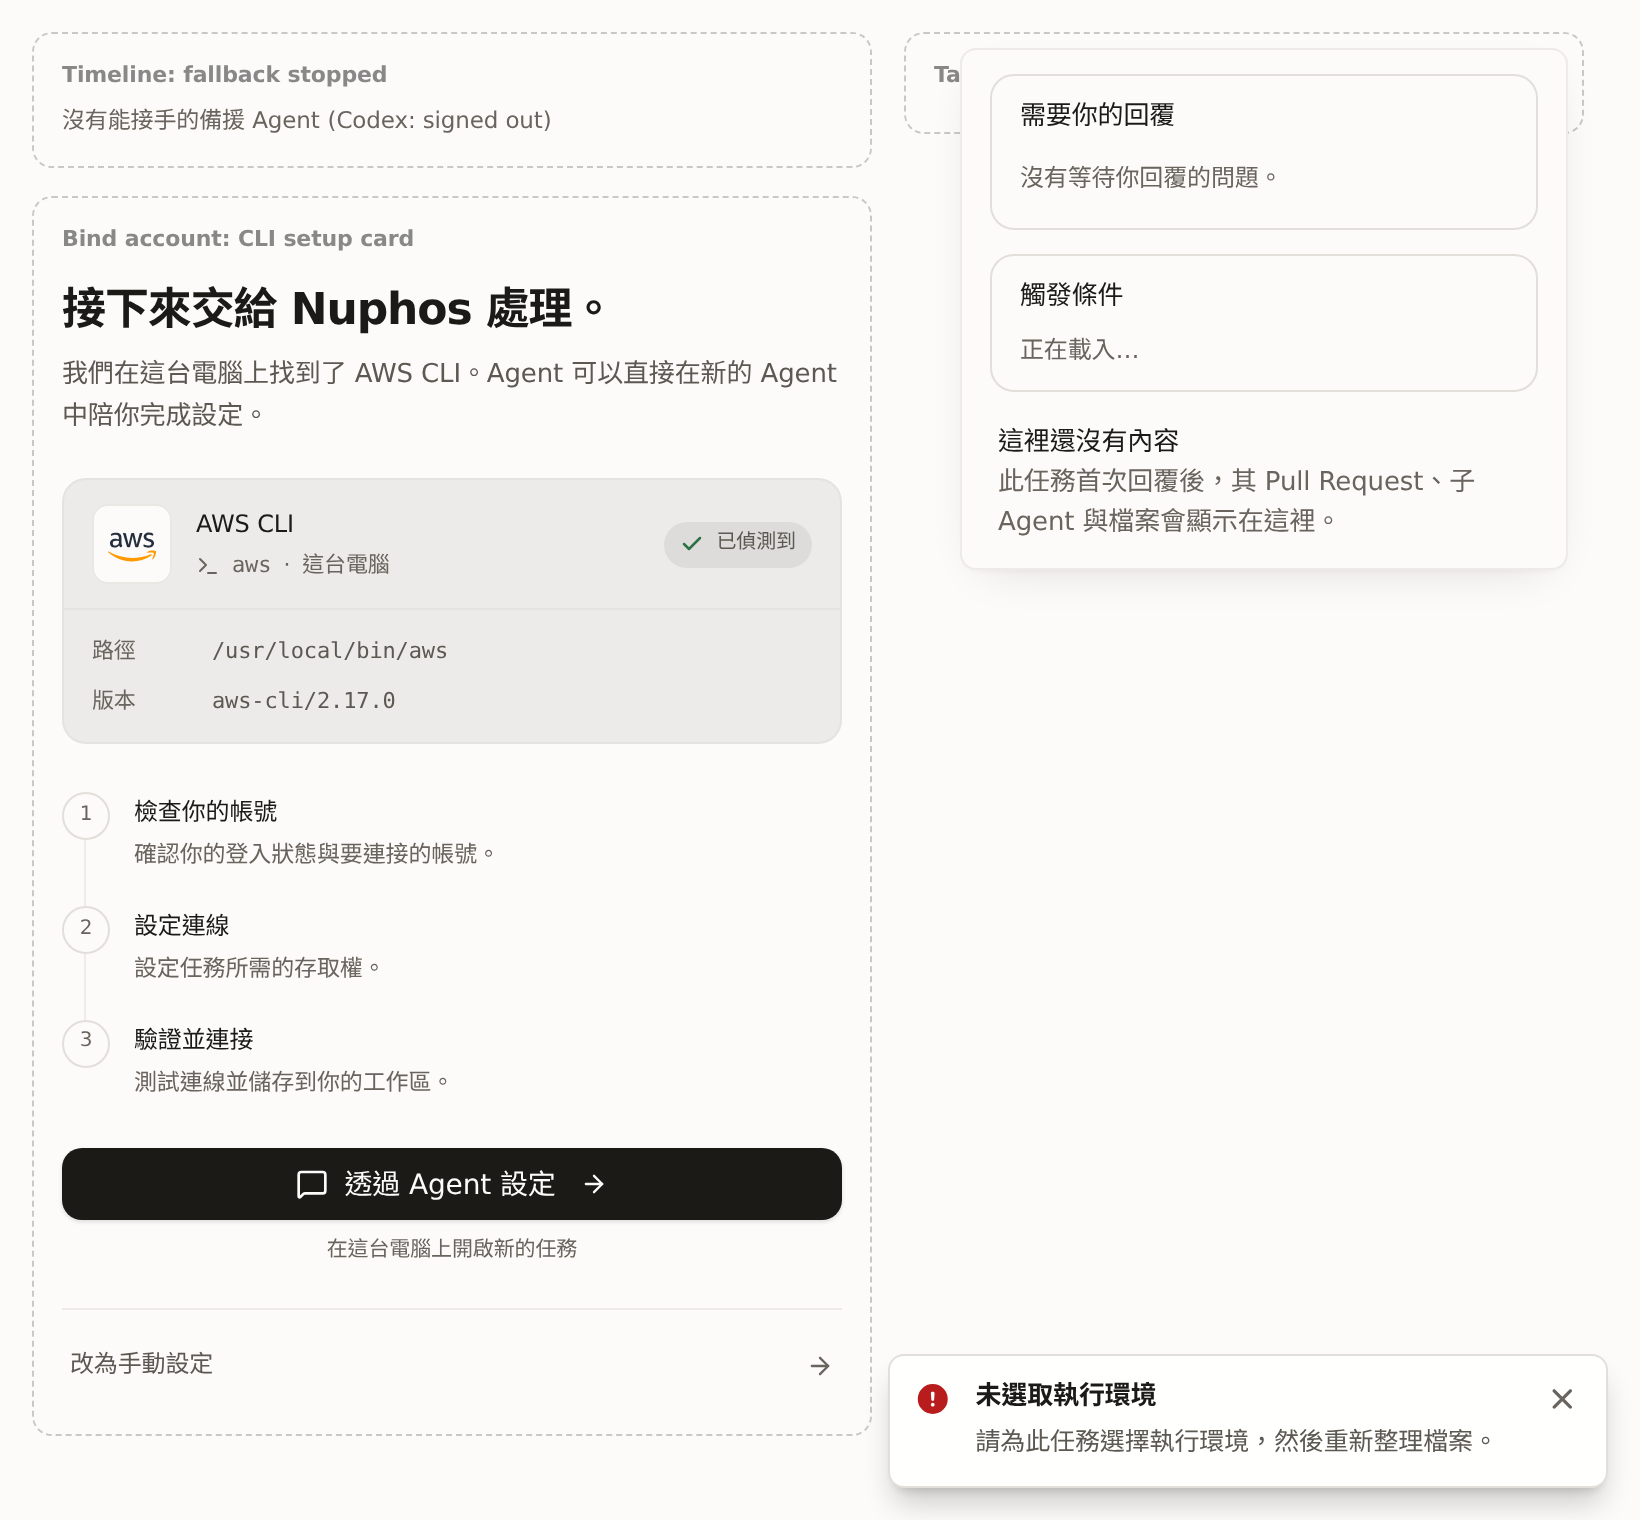 Timeline: fallback stopped
沒有能接手的備援 Agent (Codex: signed out)
Bind account: CLI setup card
接下來交給 Nuphos 處理。
我們在這台電腦上找到了 AWS CLI。Agent 可以直接在新的 Agent
中陪你完成設定。
aws
AWS CLI
aws · 這台電腦
已偵測到
路徑 /usr/local/bin/aws
版本 aws-cli/2.17.0
1 檢查你的帳號
確認你的登入狀態與要連接的帳號。
2 設定連線
設定任務所需的存取權。
3 驗證並連接
測試連線並儲存到你的工作區。
透過 Agent 設定
在這台電腦上開啟新的任務
改為手動設定
Ta
需要你的回覆
沒有等待你回覆的問題。
觸發條件
正在載入...
這裡還沒有內容
此任務首次回覆後，其 Pull Request、子
Agent 與檔案會顯示在這裡。
未選取執行環境
請為此任務選擇執行環境，然後重新整理檔案。